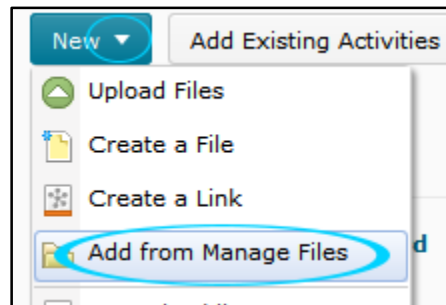 New Add Existing Activities
Upload Files
Create a File
Create a Link
Add from Manage Files
d